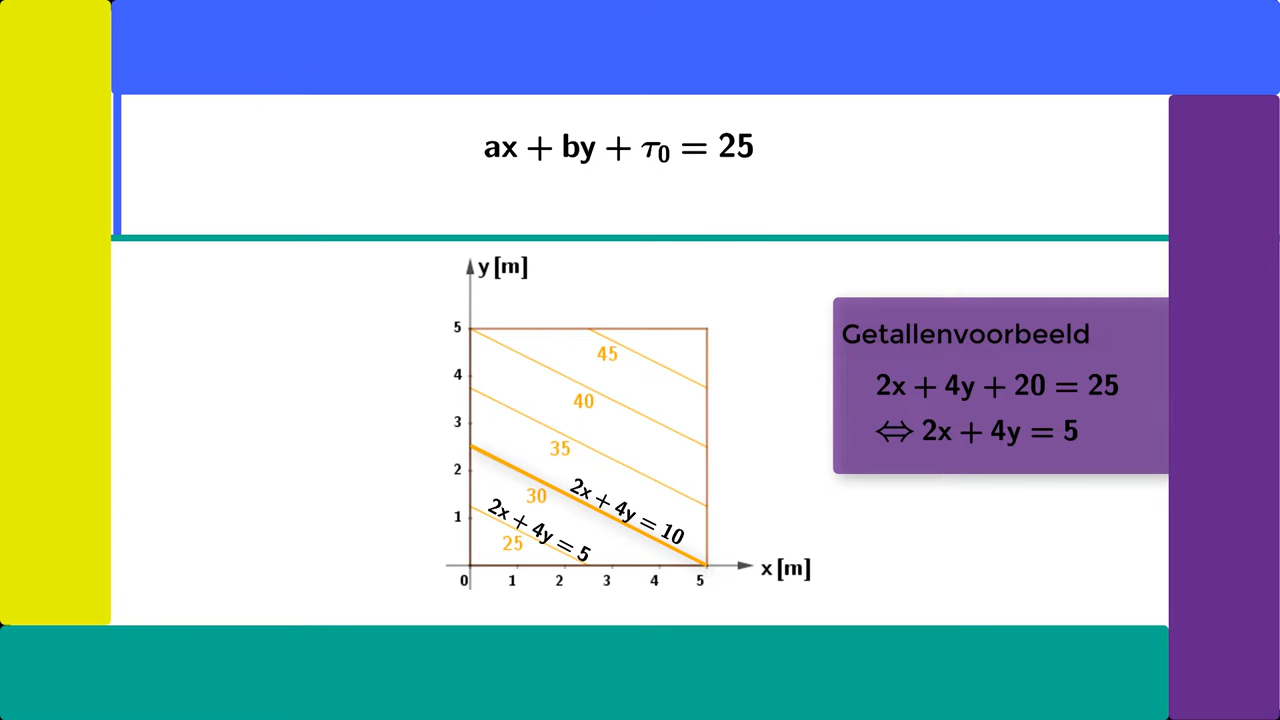 ax + by + τ₀ = 25
y [m]
5
4
3
2
1
0
1
2
3
4
5
x [m]
45
40
35
30
25
2x + 4y = 10
2x + 4y = 5
Getallenvoorbeeld
2x + 4y + 20 = 25
⇔ 2x + 4y = 5